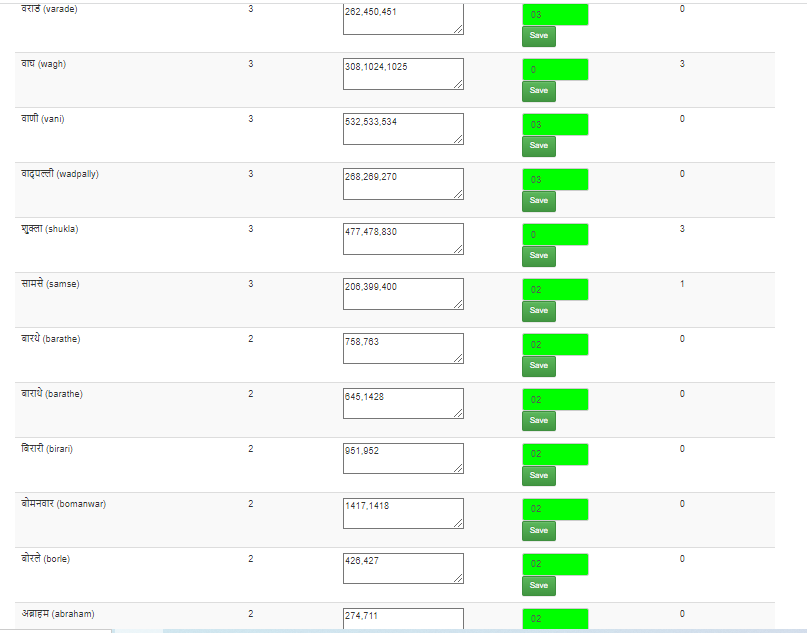 वराडे (varade) 3 262,450,451 03 0
Save
वाघ (wagh) 3 308,1024,1025 0 3
Save
वाणी (vani) 3 532,533,534 03 0
Save
वाद्पल्ली (wadpally) 3 268,269,270 03 0
Save
शुक्ला (shukla) 3 477,478,830 0 3
Save
सामसे (samse) 3 206,399,400 02 1
Save
बारथे (barathe) 2 758,763 02 0
Save
बाराथे (barathe) 2 645,1428 02 0
Save
बिरारी (birari) 2 951,952 02 0
Save
बोमनवार (bomanwar) 2 1417,1418 02 0
Save
बोरले (borle) 2 426,427 02 0
Save
अब्राहम (abraham) 2 274,711 02 0